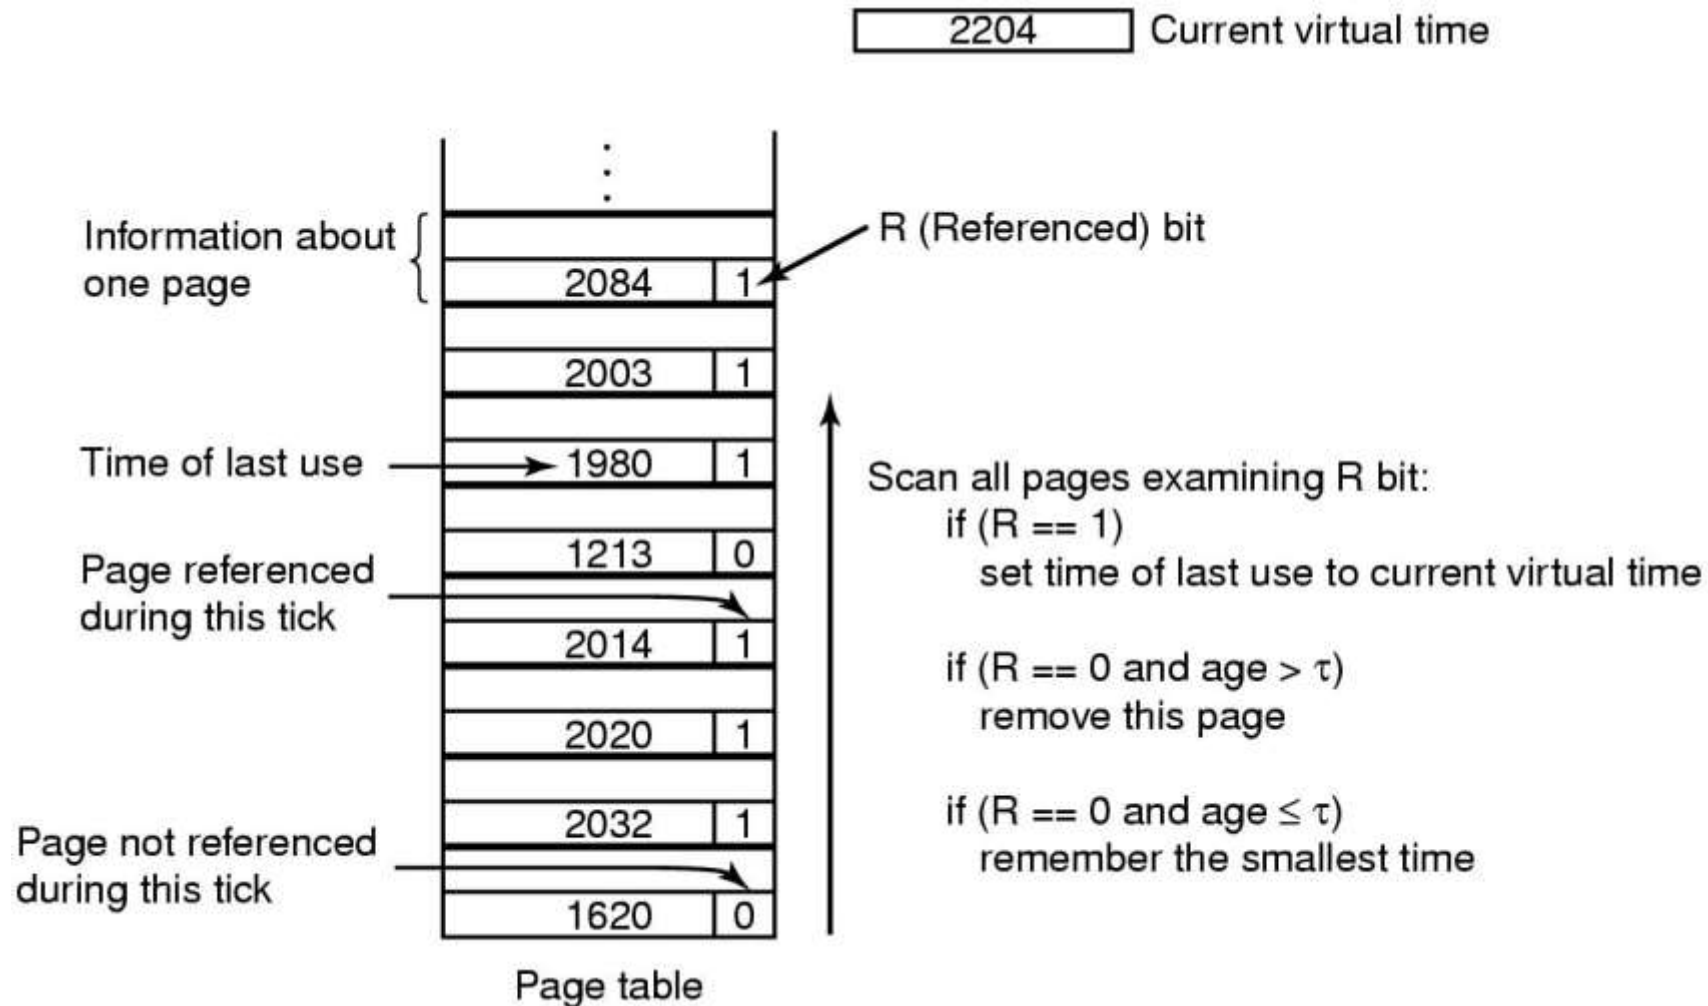 2204 Current virtual time
Information about
one page
R (Referenced) bit
2084 1
2003 1
Time of last use
1980 1
1213 0
Page referenced
during this tick
2014 1
2020 1
2032 1
Page not referenced
during this tick
1620 0
Page table
Scan all pages examining R bit:
if (R == 1)
set time of last use to current virtual time
if (R == 0 and age > τ)
remove this page
if (R == 0 and age ≤ τ)
remember the smallest time